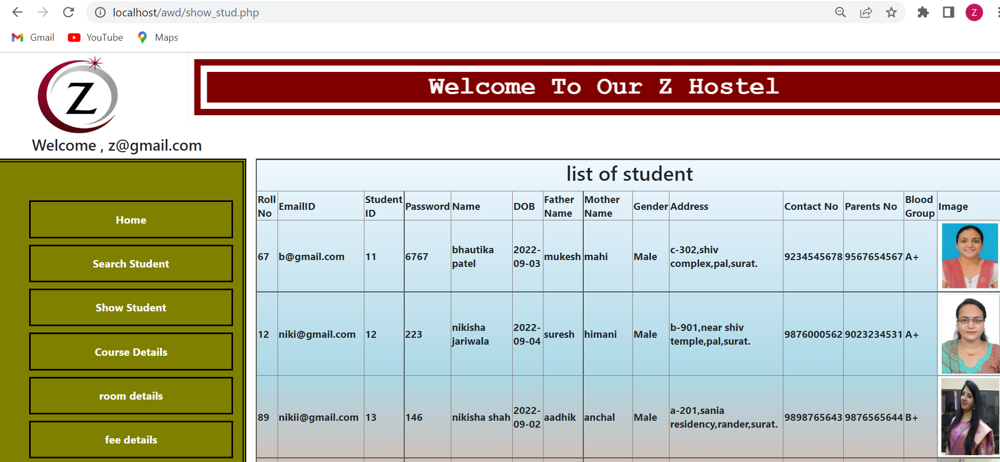 localhost/awd/show_stud.php
Z
Gmail YouTube Maps
Z
Welcome To Our Z Hostel
Welcome , z@gmail.com
Home
Search Student
Show Student
Course Details
room details
fee details
list of student
Roll No EmailID Student ID Password Name DOB Father Name Mother Name Gender Address Contact No Parents No Blood Group Image
67 b@gmail.com 11 6767 bhautika patel 2022-09-03 mukesh mahi Male c-302,shiv complex,pal,surat. 9234545678 9567654567 A+
12 niki@gmail.com 12 223 nikisha jariwala 2022-09-04 suresh himani Male b-901,near shiv temple,pal,surat. 9876000562 9023234531 A+
89 nikii@gmail.com 13 146 nikisha shah 2022-09-02 aadhik anchal Male a-201,sania residency,rander,surat. 9898765643 9876565644 B+